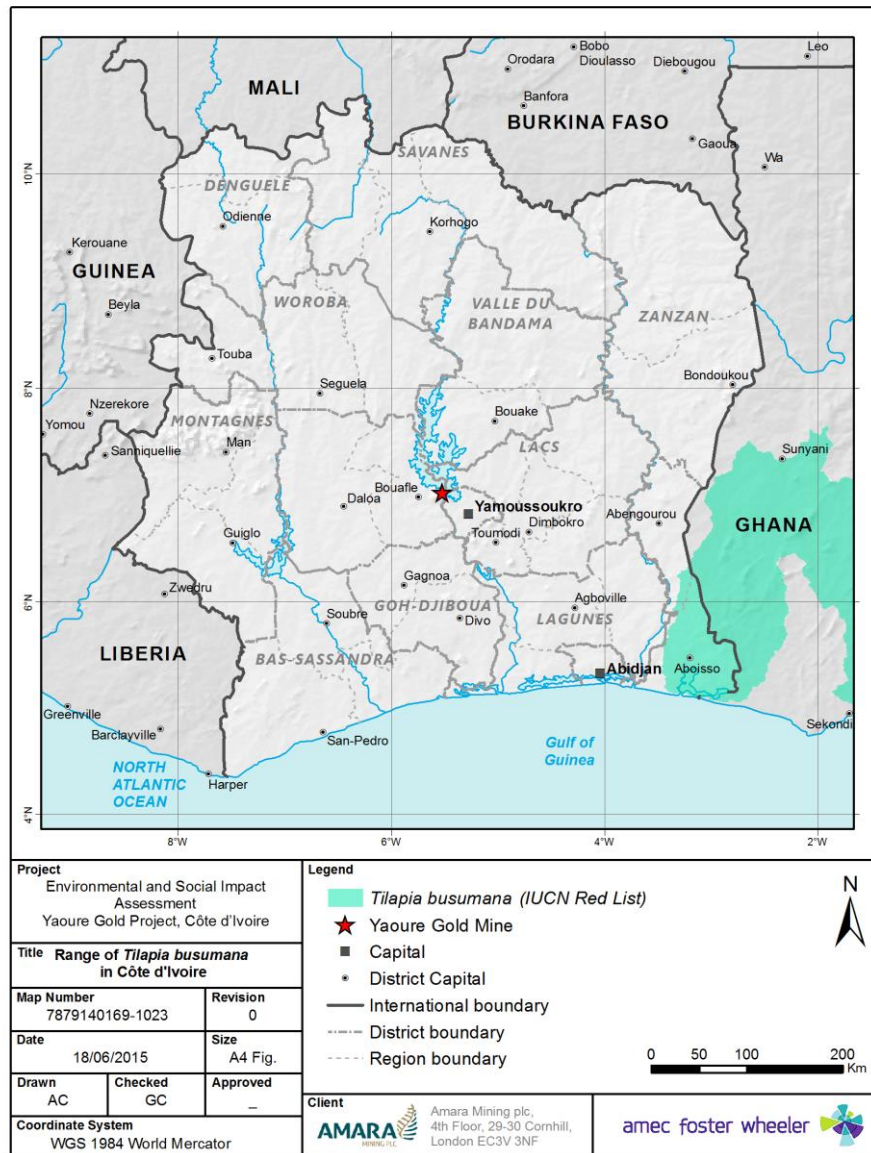 Bobo
Dioulasso
Leo
Orodara
Diebougou
MALI
Banfora
BURKINA FASO
Gaoua
Wa
SAVANES
10°N
10°N
DENGUELE
Odienne
Korhogo
Kerouane
GUINEA
Beyla
WOROBA
VALLE DU
BANDAMA
ZANZAN
Touba
Bondoukou
8°N
8°N
Seguela
Nzerekore
Bouake
Yomou
MONTAGNES
Sanniquellie
Man
LACS
Sunyani
Bouafle
Daloa
Yamoussoukro
Abengourou
GHANA
Guiglo
Toumodi
Dimbokro
Zwedru
Gagnoa
6°N
6°N
Soubre
GOH-DJIBOUA
Divo
Agboville
LAGUNES
LIBERIA
BAS-SASSANDRA
Abidjan
Aboisso
Greenville
Barclayville
San-Pedro
Sekondi
Gulf of
Guinea
NORTH
ATLANTIC
OCEAN
Harper
4°N
4°N
8°W
6°W
4°W
2°W
Project
Environmental and Social Impact
Assessment
Yaoure Gold Project, Côte d'Ivoire
Title Range of Tilapia busumana
in Côte d'Ivoire
Map Number
7879140169-1023
Revision
0
Date
18/06/2015
Size
A4 Fig.
Drawn
AC
Checked
GC
Approved
_
Coordinate System
WGS 1984 World Mercator
Legend
Tilapia busumana (IUCN Red List)
Yaoure Gold Mine
Capital
District Capital
International boundary
District boundary
Region boundary
N
0 50 100 200
Km
Client
AMARA
MINING PLC
Amara Mining plc,
4th Floor, 29-30 Cornhill,
London EC3V 3NF
amec foster wheeler